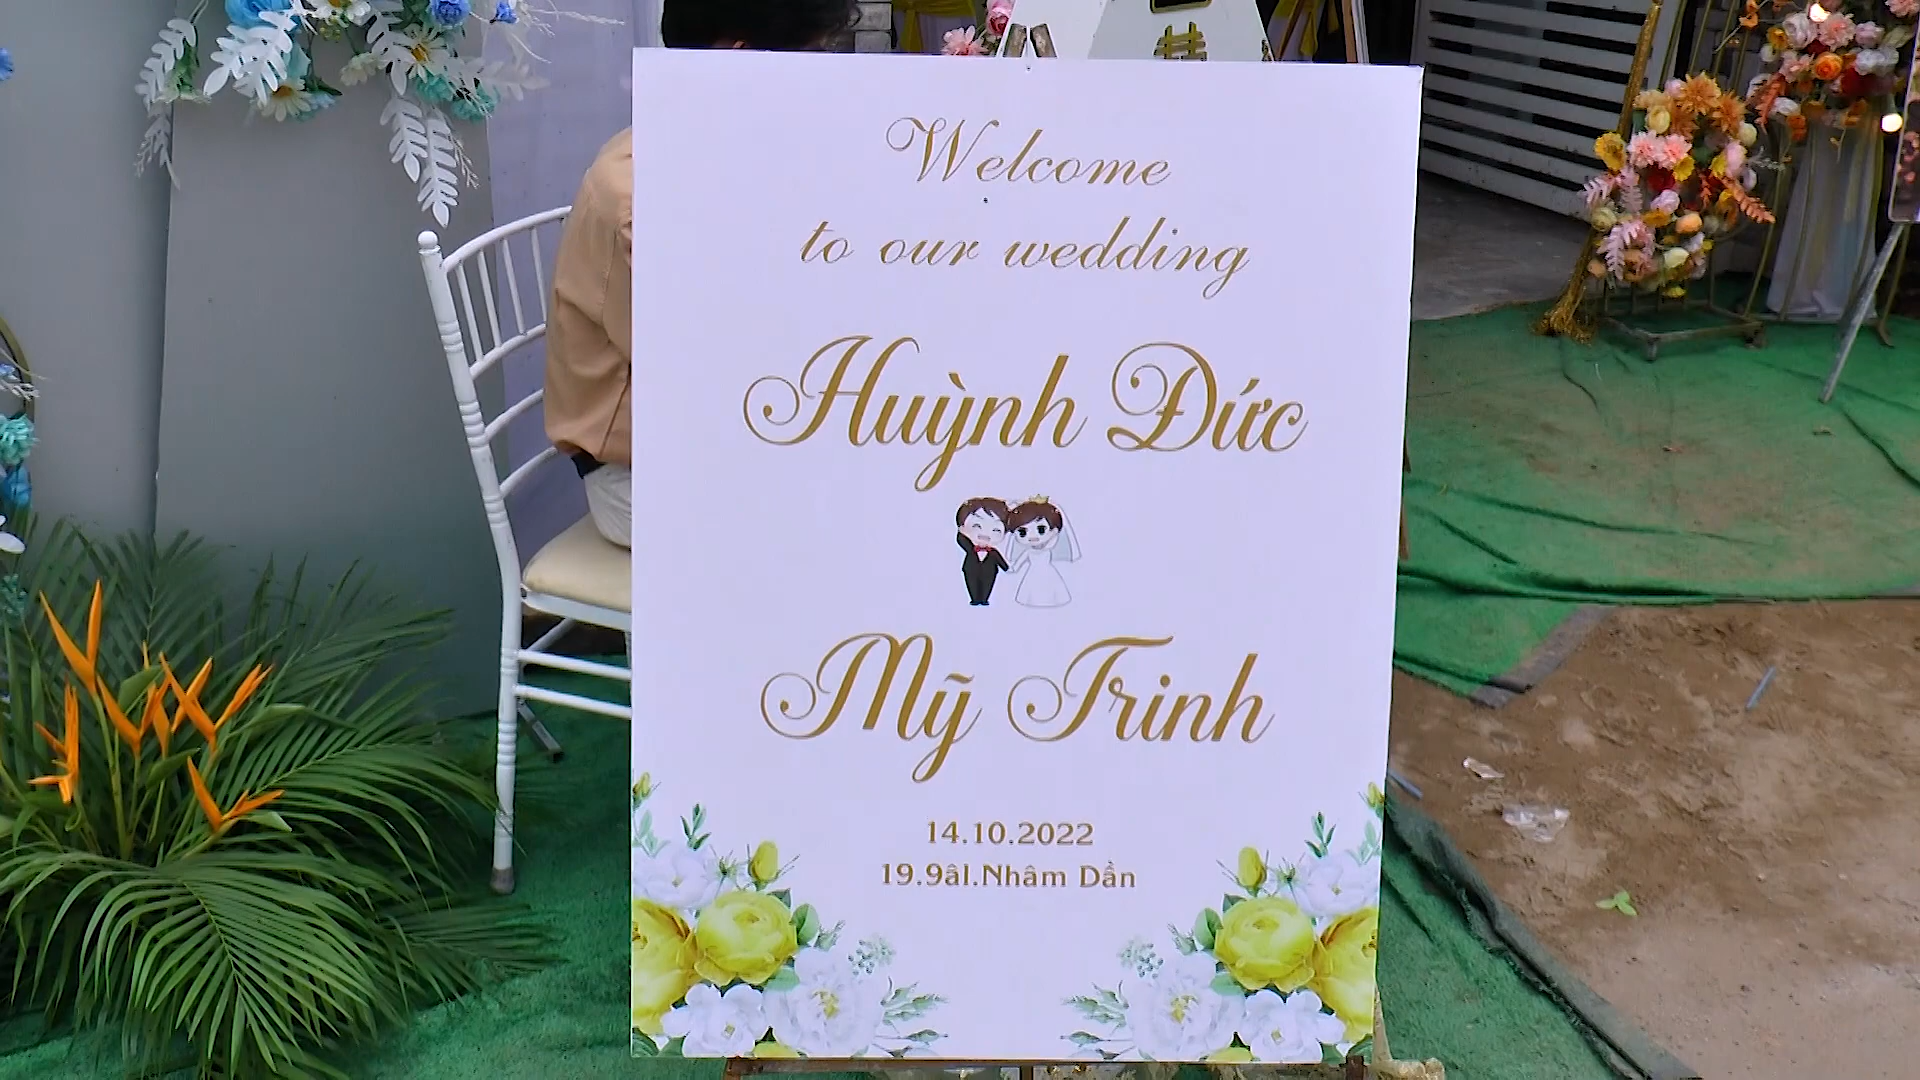 Welcome
to our wedding
Huỳnh Đức
Mỹ Trinh
14.10.2022
19.9âl.Nhâm Dần